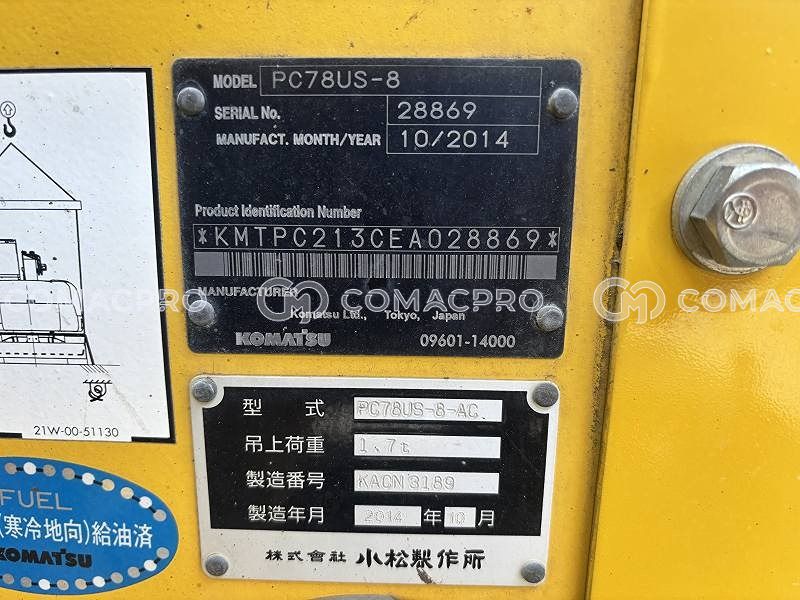 MODEL PC78US-8
SERIAL No. 28869
MANUFACT. MONTH/YEAR 10/2014
Product Identification Number
*KMTPC213CEA028869*
MANUFACTURER
Komatsu Ltd., Tokyo, Japan
KOMATSU 09601-14000
COMACPRO COMACPRO COMACPRO
21W-00-51130
型 式 PC78US-8-AC
吊上荷重 1.7t
製造番号 KACN3189
製造年月 2014 年 10 月
株式會社 小松製作所
FUEL
(寒冷地向)給油済
KOMATSU